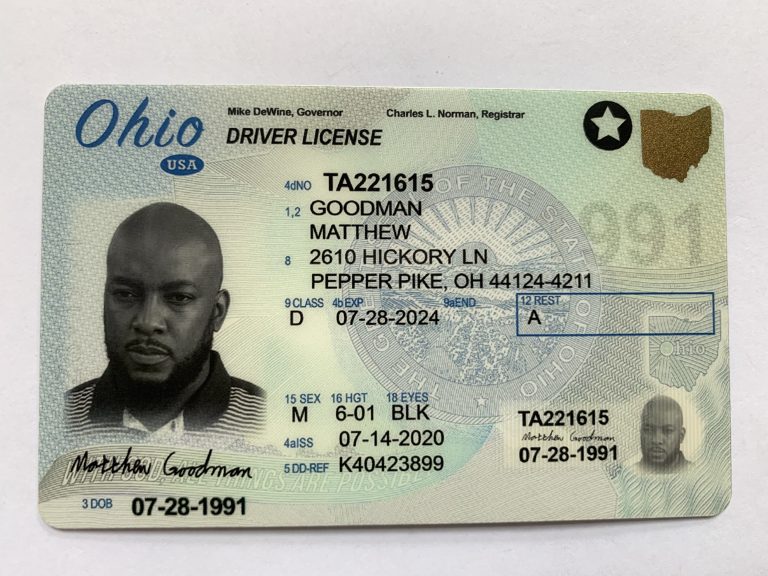 Ohio
USA
Mike DeWine, Governor Charles L. Norman, Registrar
DRIVER LICENSE
4dNO TA221615
1,2 GOODMAN
MATTHEW
8 2610 HICKORY LN
PEPPER PIKE, OH 44124-4211
9 CLASS 4b EXP 9aEND 12 REST
D 07-28-2024 A
991
Ohio
15 SEX 16 HGT 18 EYES
M 6-01 BLK
4aISS 07-14-2020
5 DD-REF K40423899
TA221615
Matthew Goodman
07-28-1991
Matthew Goodman
WITH GOD, ALL THINGS ARE POSSIBLE
3 DOB 07-28-1991
OF THE STATE OF OHIO
THE G